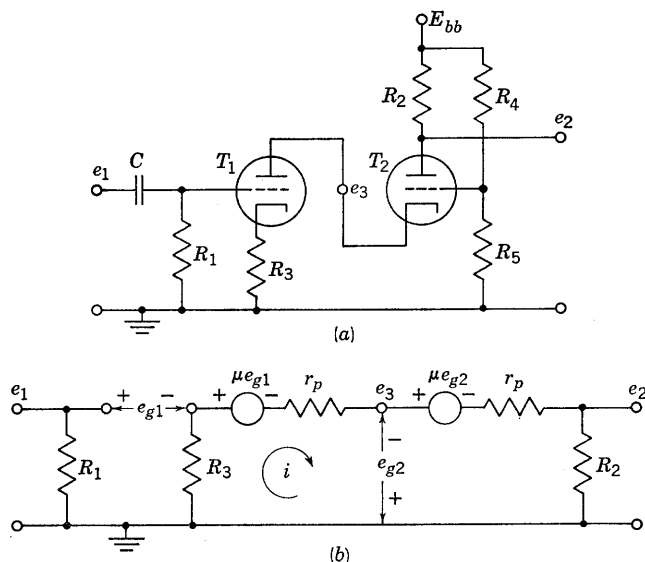 E_bb
R_2
R_4
e_2
e_1
C
T_1
T_2
e_3
R_1
R_3
R_5
(a)
e_1
+ e_g1 −
+ μe_g1 −
r_p
e_3
+ μe_g2 −
r_p
e_2
R_1
R_3
i
−
e_g2
+
R_2
(b)